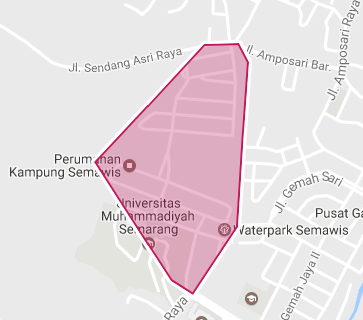 Jl. Sendang Asri Raya
Jl. Amposari Bar.
Jl. Amposari Raya
Perumahan
Kampung Semawis
Jl. Gemah Sari
Universitas
Muhammadiyah
Semarang
Waterpark Semawis
Pusat Ga
Gemah Jaya II
Raya